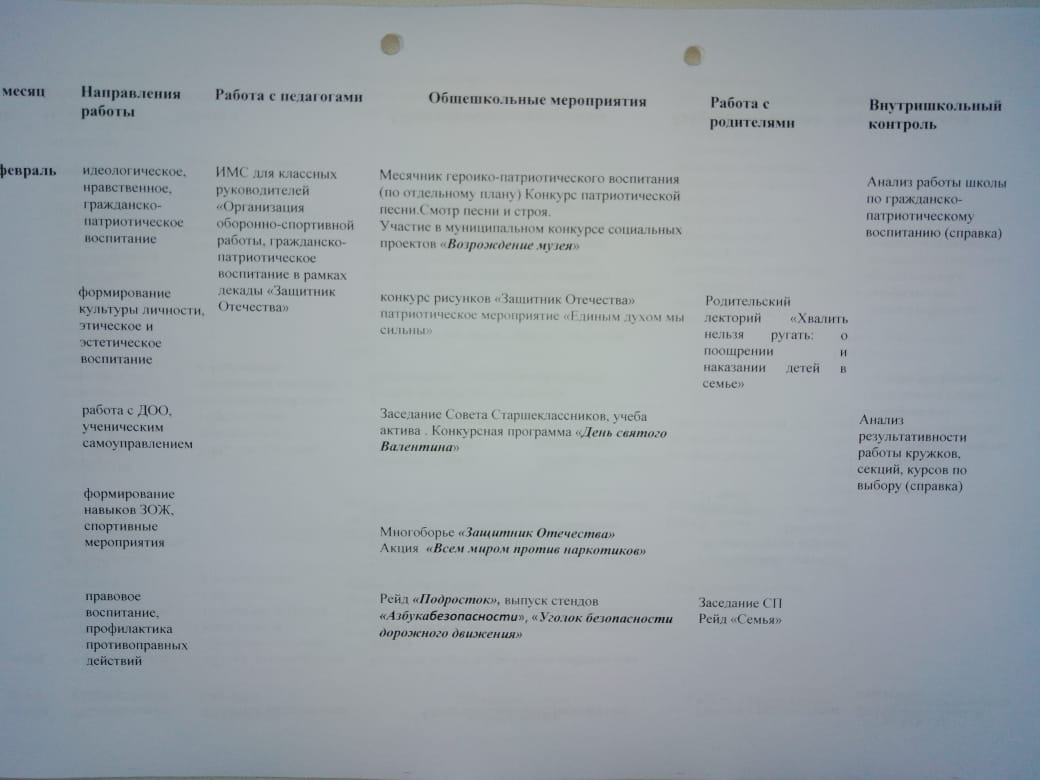 месяц
Направления
работы
Работа с педагогами
Общешкольные мероприятия
Работа с
родителями
Внутришкольный
контроль
февраль
идеологическое,
нравственное,
гражданско-
патриотическое
воспитание
ИМС для классных
руководителей
«Организация
оборонно-спортивной
работы, гражданско-
патриотическое
воспитание в рамках
декады «Защитник
Отечества»
Месячник героико-патриотического воспитания
(по отдельному плану) Конкурс патриотической
песни.Смотр песни и строя.
Участие в муниципальном конкурсе социальных
проектов «Возрождение музея»
Анализ работы школы
по гражданско-
патриотическому
воспитанию (справка)
формирование
культуры личности,
этическое и
эстетическое
воспитание
конкурс рисунков «Защитник Отечества»
патриотическое мероприятие «Единым духом мы
сильны»
Родительский
лекторий «Хвалить
нельзя ругать: о
поощрении и
наказании детей в
семье»
работа с ДОО,
ученическим
самоуправлением
Заседание Совета Старшеклассников, учеба
актива . Конкурсная программа «День святого
Валентина»
Анализ
результативности
работы кружков,
секций, курсов по
выбору (справка)
формирование
навыков ЗОЖ,
спортивные
мероприятия
Многоборье «Защитник Отечества»
Акция «Всем миром против наркотиков»
правовое
воспитание,
профилактика
противоправных
действий
Рейд «Подросток», выпуск стендов
«Азбукабезопасности», «Уголок безопасности
дорожного движения»
Заседание СП
Рейд «Семья»